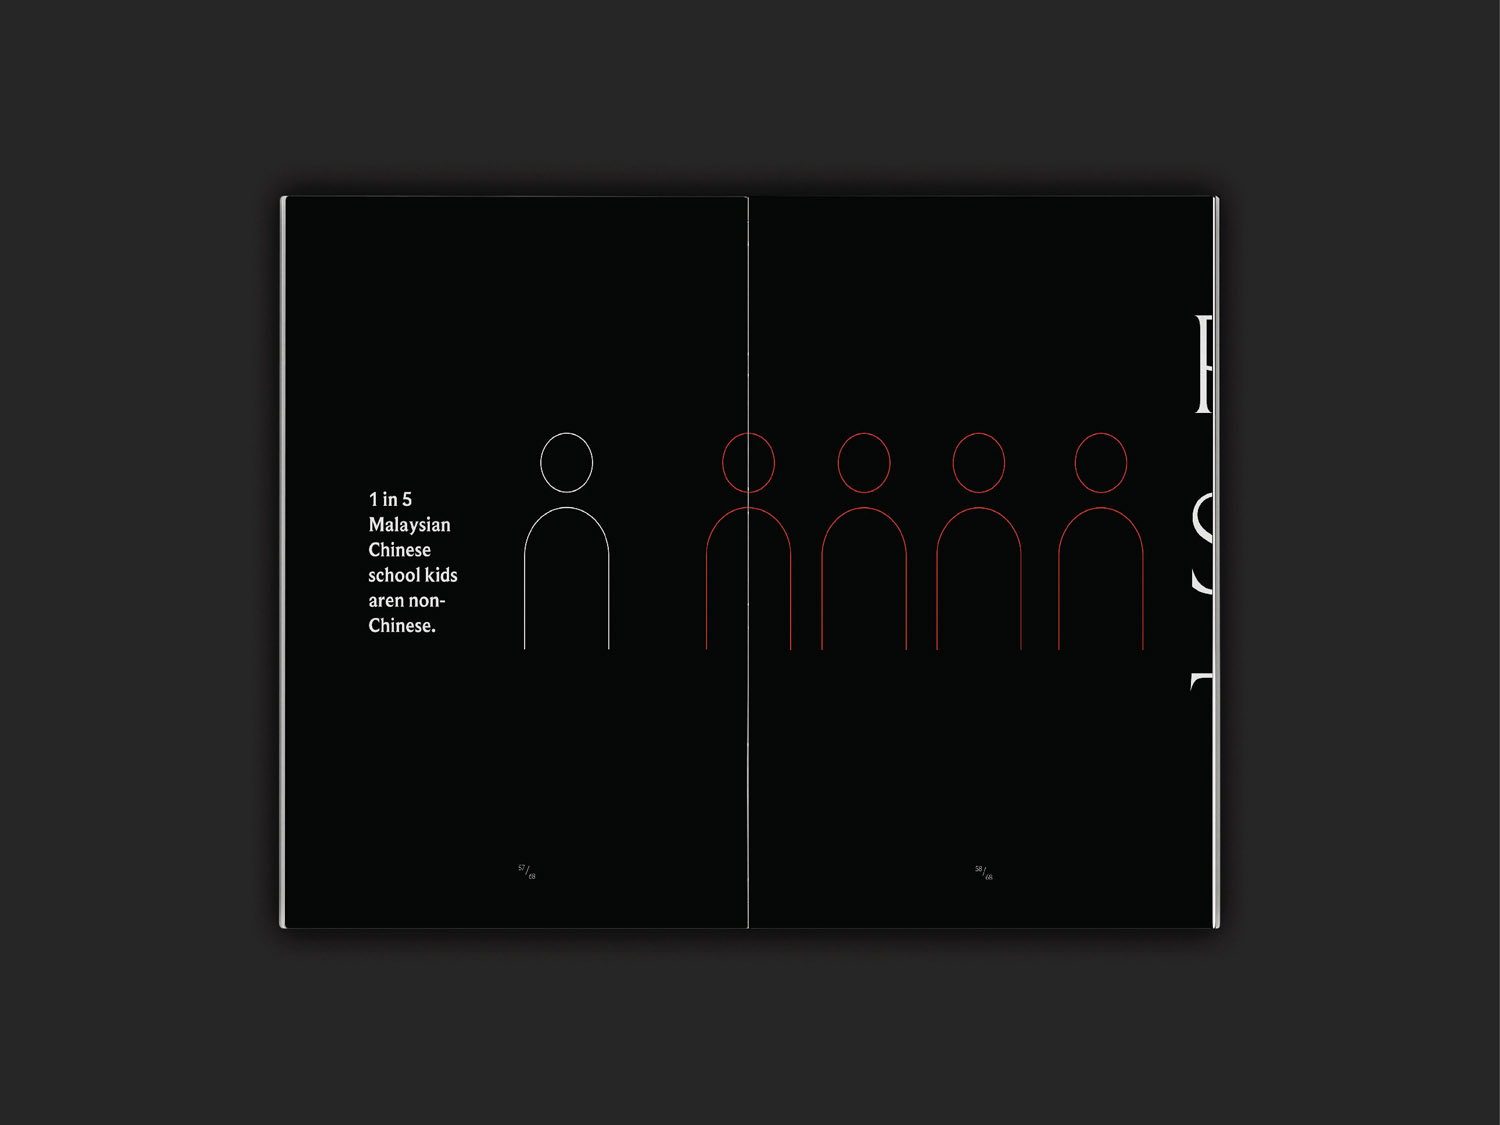 1 in 5
Malaysian
Chinese
school kids
aren non-
Chinese.
57/68
58/68
S